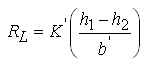 R_L = K' ( (h_1 - h_2) / b' )